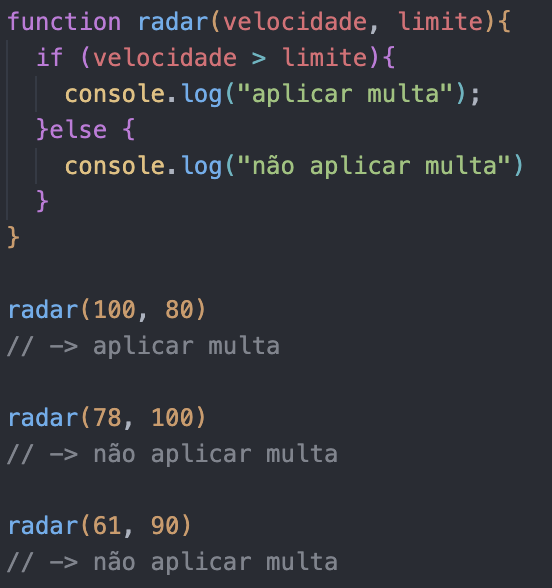 function radar(velocidade, limite){
if (velocidade > limite){
console.log("aplicar multa");
}else {
console.log("não aplicar multa")
}
}
radar(100, 80)
// -> aplicar multa
radar(78, 100)
// -> não aplicar multa
radar(61, 90)
// -> não aplicar multa